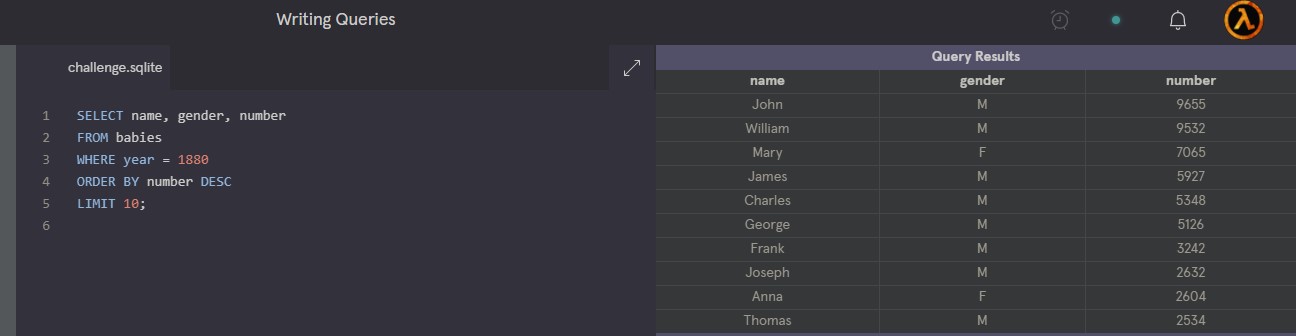 Writing Queries
challenge.sqlite
1 SELECT name, gender, number
2 FROM babies
3 WHERE year = 1880
4 ORDER BY number DESC
5 LIMIT 10;
6
Query Results
name gender number
John M 9655
William M 9532
Mary F 7065
James M 5927
Charles M 5348
George M 5126
Frank M 3242
Joseph M 2632
Anna F 2604
Thomas M 2534